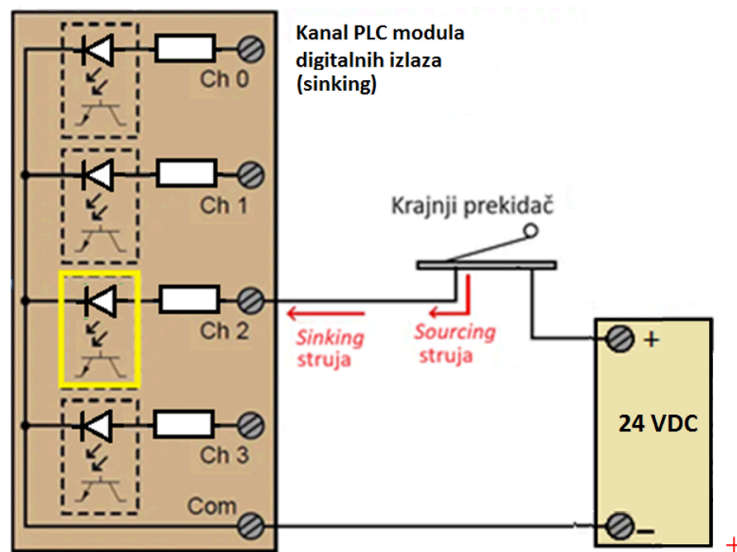 Kanal PLC modula
digitalnih izlaza
(sinking)
Ch 0
Ch 1
Krajnji prekidač
Ch 2
Sinking
struja
Sourcing
struja
+
24 VDC
Ch 3
Com
−
+